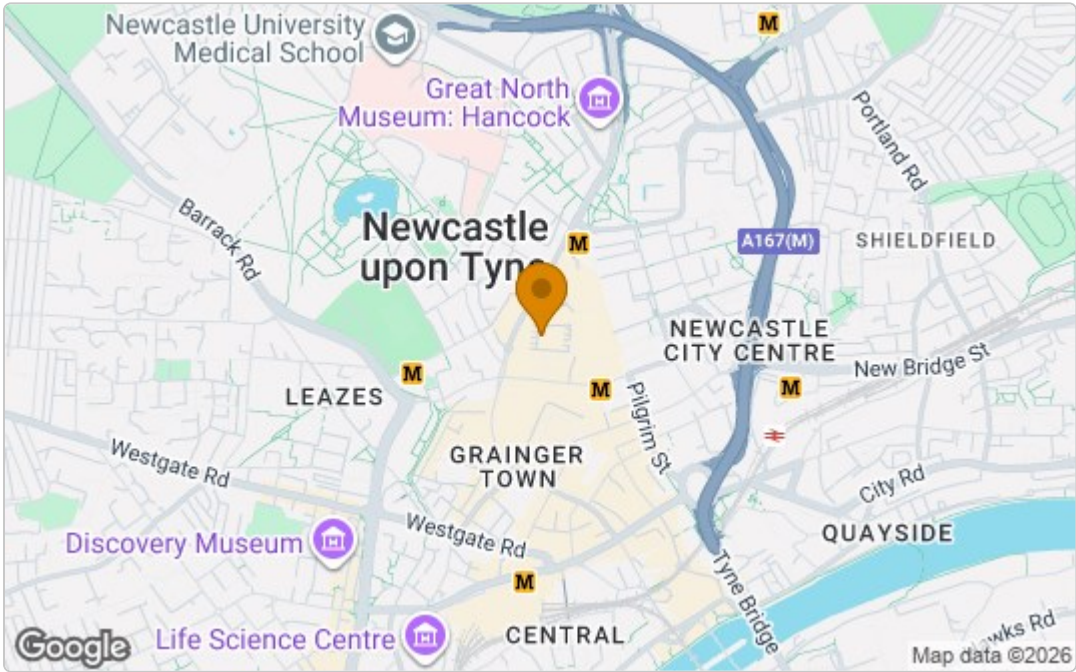 Newcastle University
Medical School
M
Great North
Museum: Hancock
Portland Rd
Barrack Rd
Newcastle
upon Tyne
M
A167(M)
SHIELDFIELD
NEWCASTLE
CITY CENTRE
New Bridge St
M
LEAZES
M
M
Pilgrim St
GRAINGER
TOWN
Westgate Rd
City Rd
Westgate Rd
QUAYSIDE
Discovery Museum
M
Tyne Bridge
Life Science Centre
CENTRAL
Google
Map data ©2026